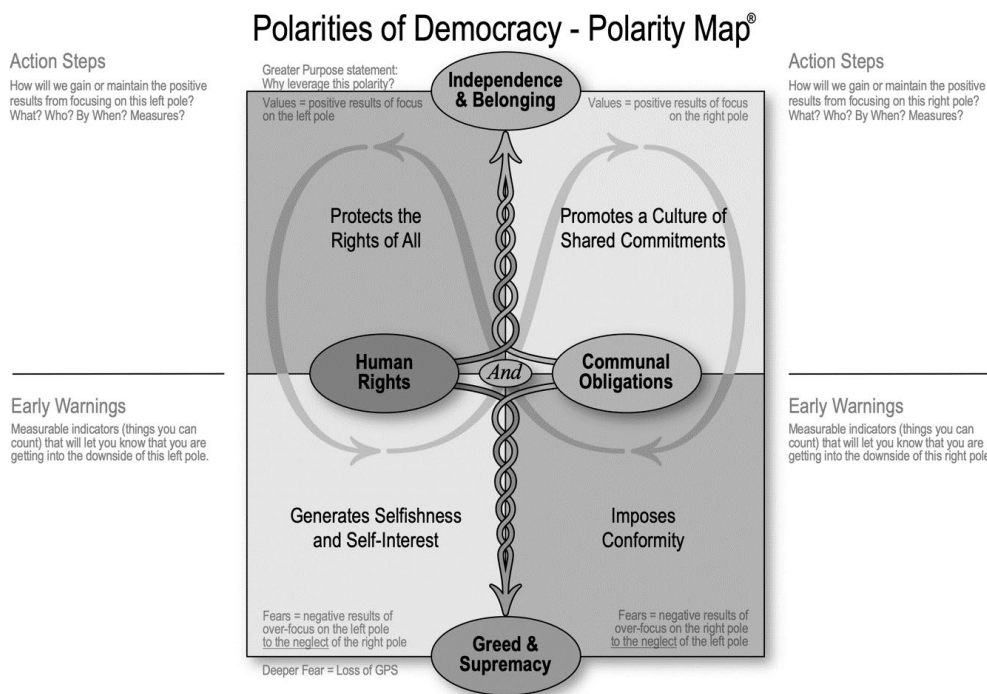 Polarities of Democracy - Polarity Map®
Action Steps
How will we gain or maintain the positive
results from focusing on this left pole?
What? Who? By When? Measures?
Greater Purpose statement:
Why leverage this polarity?
Independence
& Belonging
Values = positive results of focus
on the left pole
Values = positive results of focus
on the right pole
Action Steps
How will we gain or maintain the positive
results from focusing on this right pole?
What? Who? By When? Measures?
Protects the
Rights of All
Promotes a Culture of
Shared Commitments
Human
Rights
And
Communal
Obligations
Early Warnings
Measurable indicators (things you can
count) that will let you know that you are
getting into the downside of this left pole.
Early Warnings
Measurable indicators (things you can
count) that will let you know that you are
getting into the downside of this right pole
Generates Selfishness
and Self-Interest
Imposes
Conformity
Fears = negative results of
over-focus on the left pole
to the neglect of the right pole
Fears = negative results of
over-focus on the right pole
to the neglect of the left pole
Greed &
Supremacy
Deeper Fear = Loss of GPS